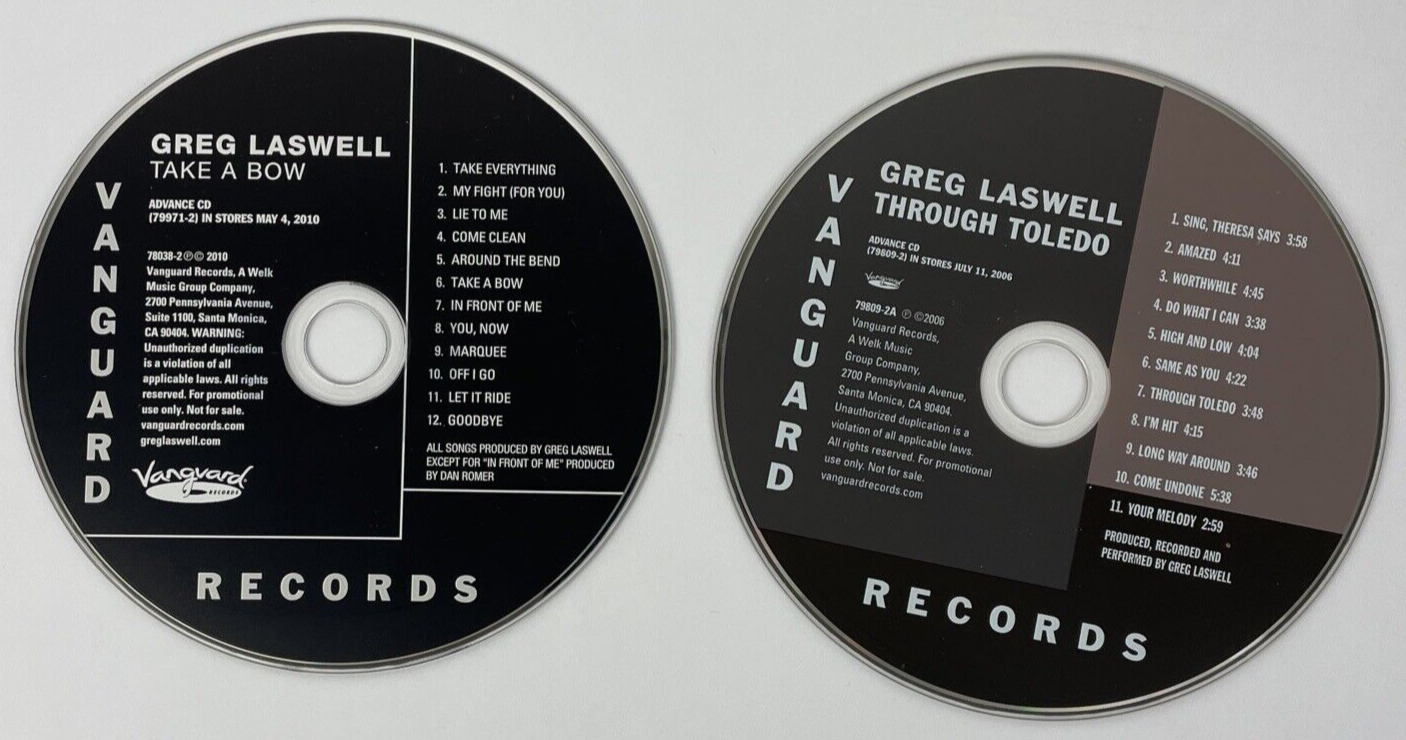 GREG LASWELL
TAKE A BOW
ADVANCE CD
(79971-2) IN STORES MAY 4, 2010
78038-2 ℗© 2010
Vanguard Records, A Welk
Music Group Company,
2700 Pennsylvania Avenue,
Suite 1100, Santa Monica,
CA 90404. WARNING:
Unauthorized duplication
is a violation of all
applicable laws. All rights
reserved. For promotional
use only. Not for sale.
vanguardrecords.com
greglaswell.com
Vanguard
RECORDS
VANGUARD
1. TAKE EVERYTHING
2. MY FIGHT (FOR YOU)
3. LIE TO ME
4. COME CLEAN
5. AROUND THE BEND
6. TAKE A BOW
7. IN FRONT OF ME
8. YOU, NOW
9. MARQUEE
10. OFF I GO
11. LET IT RIDE
12. GOODBYE
ALL SONGS PRODUCED BY GREG LASWELL
EXCEPT FOR "IN FRONT OF ME" PRODUCED
BY DAN ROMER
RECORDS
GREG LASWELL
THROUGH TOLEDO
ADVANCE CD
(79809-2) IN STORES JULY 11, 2006
Vanguard
79809-2A ℗ ©2006
Vanguard Records,
A Welk Music
Group Company,
2700 Pennsylvania Avenue,
Santa Monica, CA 90404.
Unauthorized duplication is a
violation of all applicable laws.
All rights reserved. For promotional
use only. Not for sale.
vanguardrecords.com
VANGUARD
1. SING, THERESA SAYS 3:58
2. AMAZED 4:11
3. WORTHWHILE 4:45
4. DO WHAT I CAN 3:38
5. HIGH AND LOW 4:04
6. SAME AS YOU 4:22
7. THROUGH TOLEDO 3:48
8. I'M HIT 4:15
9. LONG WAY AROUND 3:46
10. COME UNDONE 5:38
11. YOUR MELODY 2:59
PRODUCED, RECORDED AND
PERFORMED BY GREG LASWELL
RECORDS